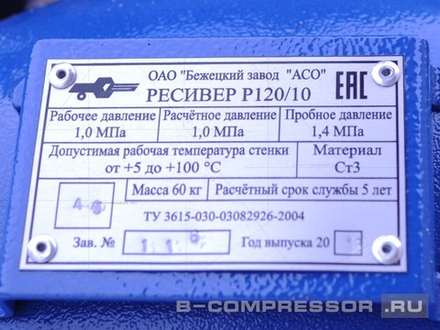 ОАО "Бежецкий завод "АСО"
РЕСИВЕР Р120/10
EAC
Рабочее давление Расчётное давление Пробное давление
1,0 МПа 1,0 МПа 1,4 МПа
Допустимая рабочая температура стенки Материал
от +5 до +100 °С Ст3
Масса 60 кг Расчётный срок службы 5 лет
ТУ 3615-030-03082926-2004
Зав. № Год выпуска 20
B-COMPRESSOR.RU